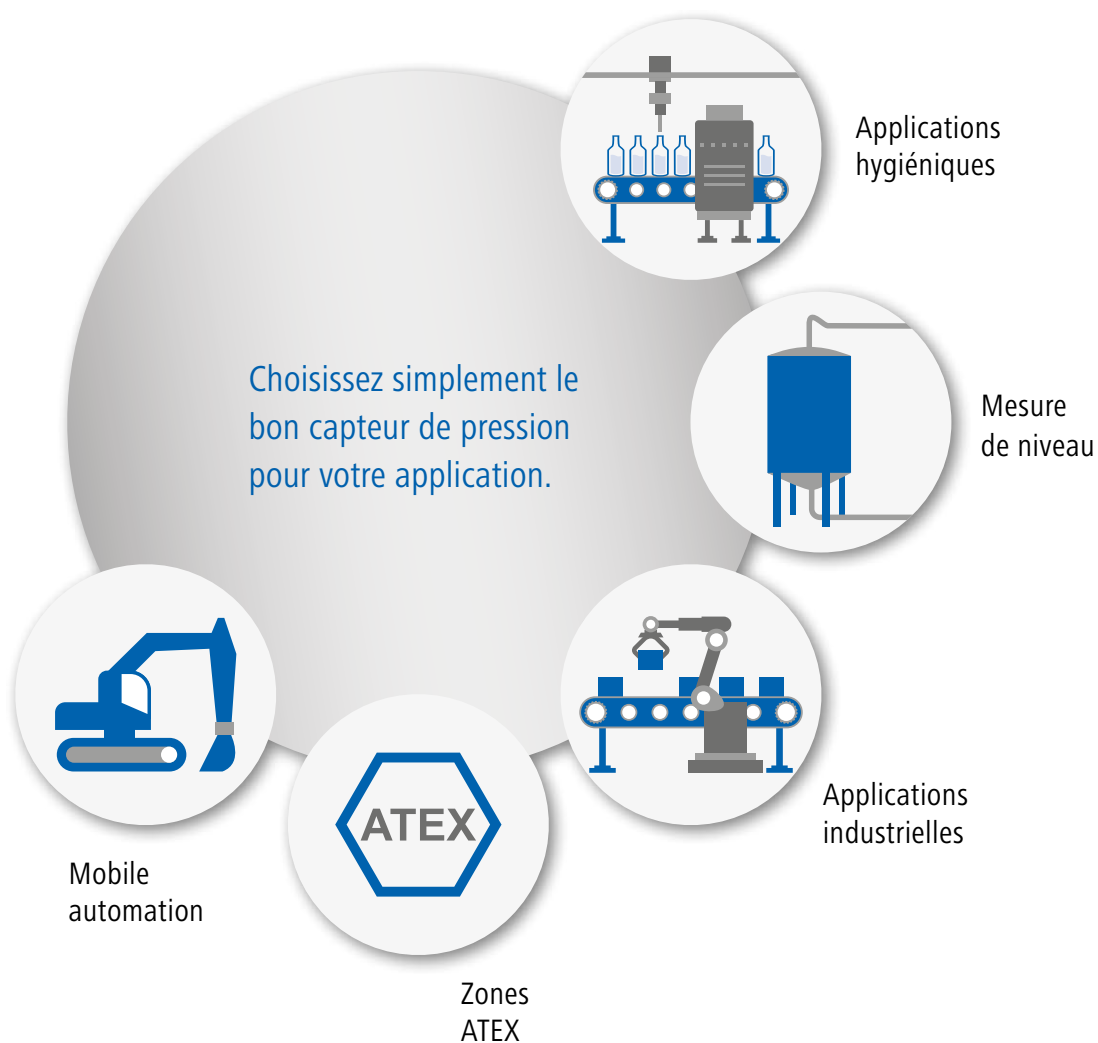 Applications
hygiéniques
Choisissez simplement le
bon capteur de pression
pour votre application.
Mesure
de niveau
Applications
industrielles
ATEX
Mobile
automation
Zones
ATEX